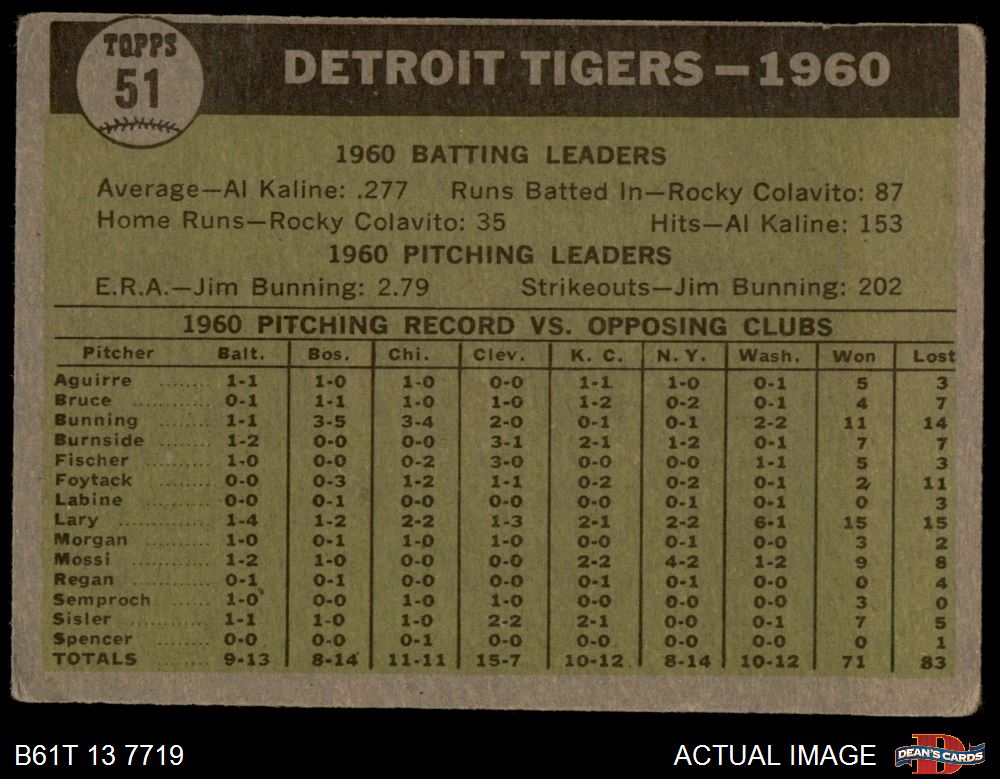 TOPPS
51
DETROIT TIGERS — 1960
1960 BATTING LEADERS
Average—Al Kaline: .277 Runs Batted In—Rocky Colavito: 87
Home Runs—Rocky Colavito: 35 Hits—Al Kaline: 153
1960 PITCHING LEADERS
E.R.A.—Jim Bunning: 2.79 Strikeouts—Jim Bunning: 202
1960 PITCHING RECORD VS. OPPOSING CLUBS
Pitcher Balt. Bos. Chi. Clev. K. C. N. Y. Wash. Won Lost
Aguirre ........ 1-1 1-0 1-0 0-0 1-1 1-0 0-1 5 3
Bruce ............ 0-1 1-1 1-0 1-0 1-2 0-2 0-1 4 7
Bunning ........ 1-1 3-5 3-4 2-0 0-1 0-1 2-2 11 14
Burnside ....... 1-2 0-0 0-0 3-1 2-1 1-2 0-1 7 7
Fischer .......... 1-0 0-0 0-2 3-0 0-0 0-0 1-1 5 3
Foytack ......... 0-0 0-3 1-2 1-1 0-2 0-2 0-1 2 11
Labine .......... 0-0 0-1 0-0 0-0 0-0 0-1 0-1 0 3
Lary .............. 1-4 1-2 2-2 1-3 2-1 2-2 6-1 15 15
Morgan .......... 1-0 0-1 1-0 1-0 0-0 0-1 0-0 3 2
Mossi ............ 1-2 1-0 0-0 0-0 2-2 4-2 1-2 9 8
Regan ............ 0-1 0-1 0-0 0-0 0-1 0-1 0-0 0 4
Semproch ...... 1-0 0-0 1-0 1-0 0-0 0-0 0-0 3 0
Sisler ............ 1-1 1-0 1-0 2-2 2-1 0-0 0-1 7 5
Spencer ........ 0-0 0-0 0-1 0-0 0-0 0-0 0-0 0 1
TOTALS ........ 9-13 8-14 11-11 15-7 10-12 8-14 10-12 71 83
B61T 13 7719 ACTUAL IMAGE
DEAN'S CARDS